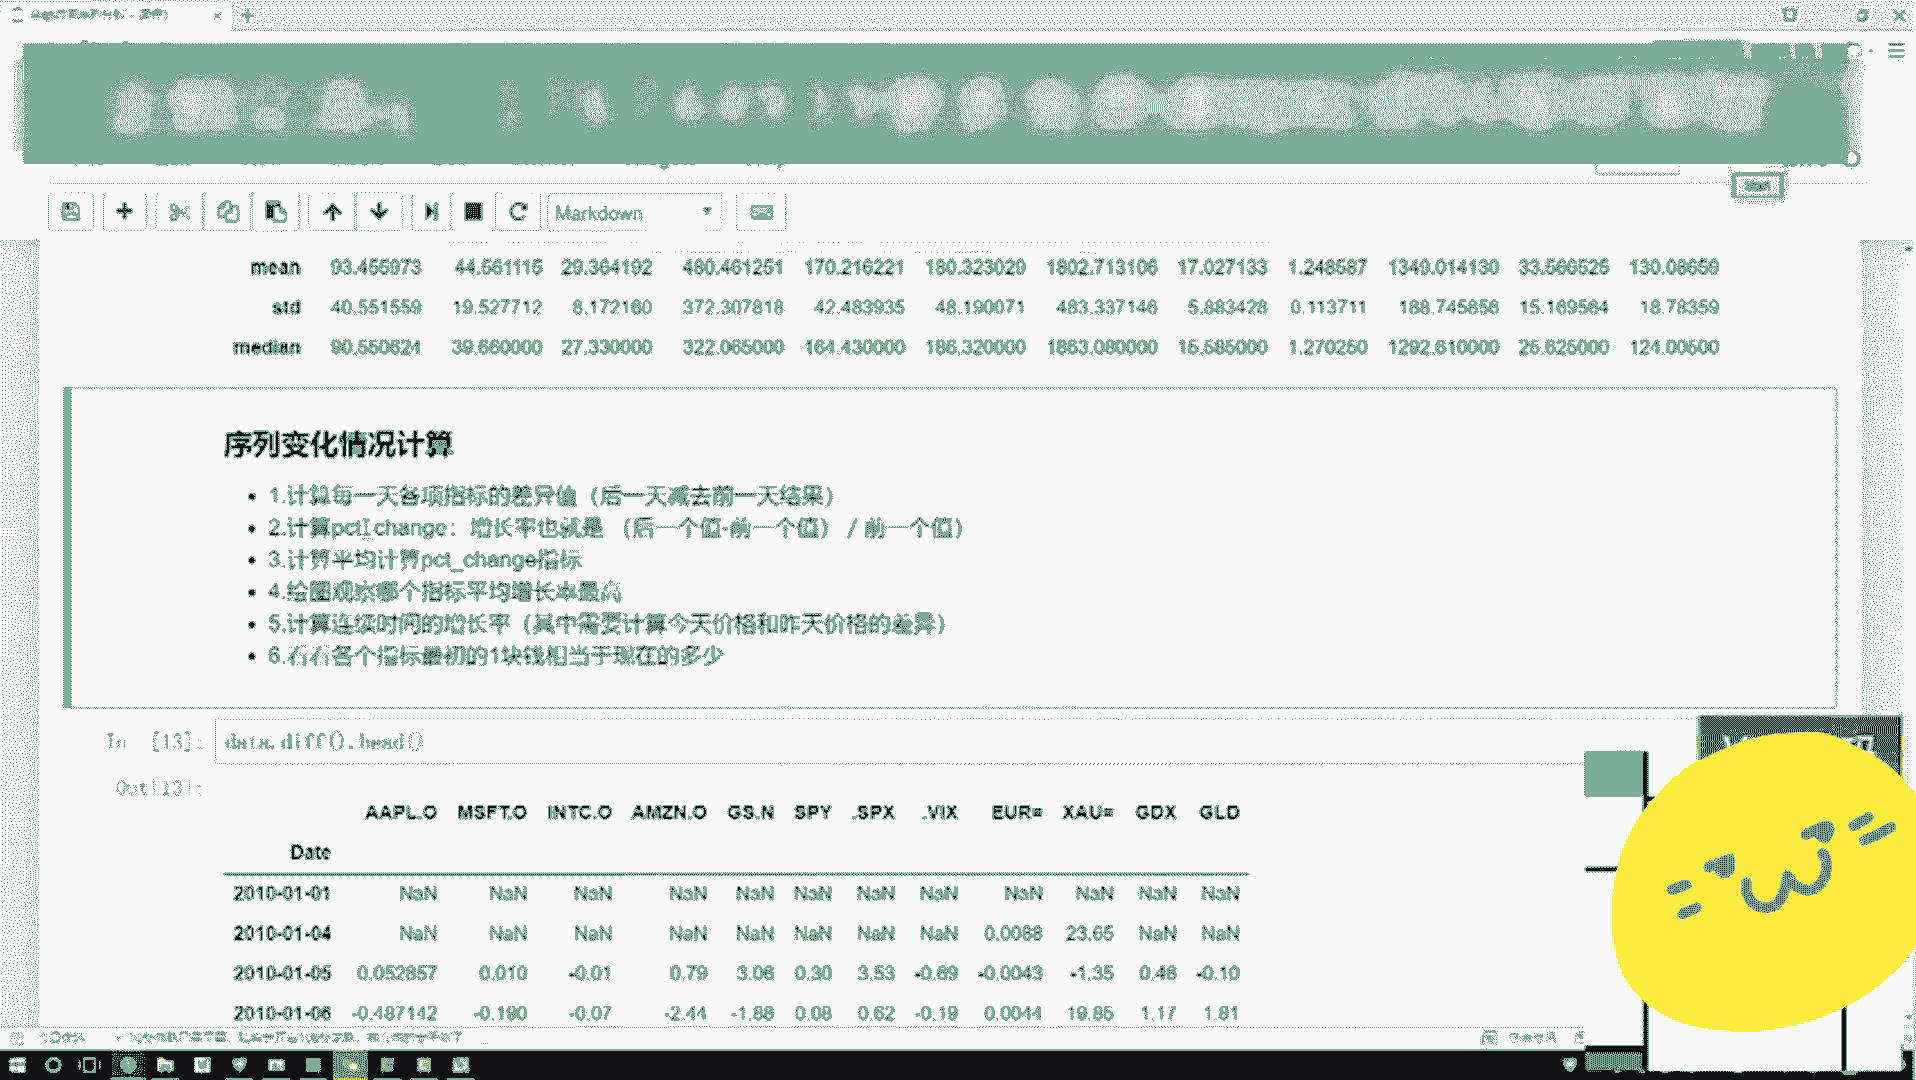 Markdown
mean 93.455973 44.561115 29.364192 480.461251 170.216221 180.323029 1802.713106 17.027133 1.248587 1349.014130 33.566525 130.08659
std 40.551559 19.527712 8.172160 372.307818 42.483935 48.190071 483.337146 5.883428 0.113711 188.745856 15.169564 18.78359
median 90.550624 39.660000 27.330000 322.065000 164.430000 186.320000 1863.080000 15.585000 1.270250 1292.610000 25.625000 124.00500
序列变化情况计算
1.计算每一天各项指标的差异值（后一天减去前一天结果）
2.计算pct_change：增长率也就是 （后一个值-前一个值） / 前一个值）
3.计算平均计算pct_change指标
4.绘图观察哪个指标平均增长率最高
5.计算连续时间的增长率（其中需要计算今天价格和昨天价格的差异）
6.看看各个指标最初的1块钱相当于现在的多少
In [13]: data.diff().head()
Out[13]:
AAPL.O MSFT.O INTC.O AMZN.O GS.N SPY .SPX .VIX EUR= XAU= GDX GLD
Date
2010-01-01 NaN NaN NaN NaN NaN NaN NaN NaN NaN NaN NaN NaN
2010-01-04 NaN NaN NaN NaN NaN NaN NaN NaN 0.0088 23.65 NaN NaN
2010-01-05 0.052857 0.010 -0.01 0.79 3.06 0.30 3.53 -0.69 -0.0043 -1.35 0.46 -0.10
2010-01-06 -0.487142 -0.190 -0.07 -2.44 -1.88 0.08 0.62 -0.19 0.0044 19.85 1.17 1.81